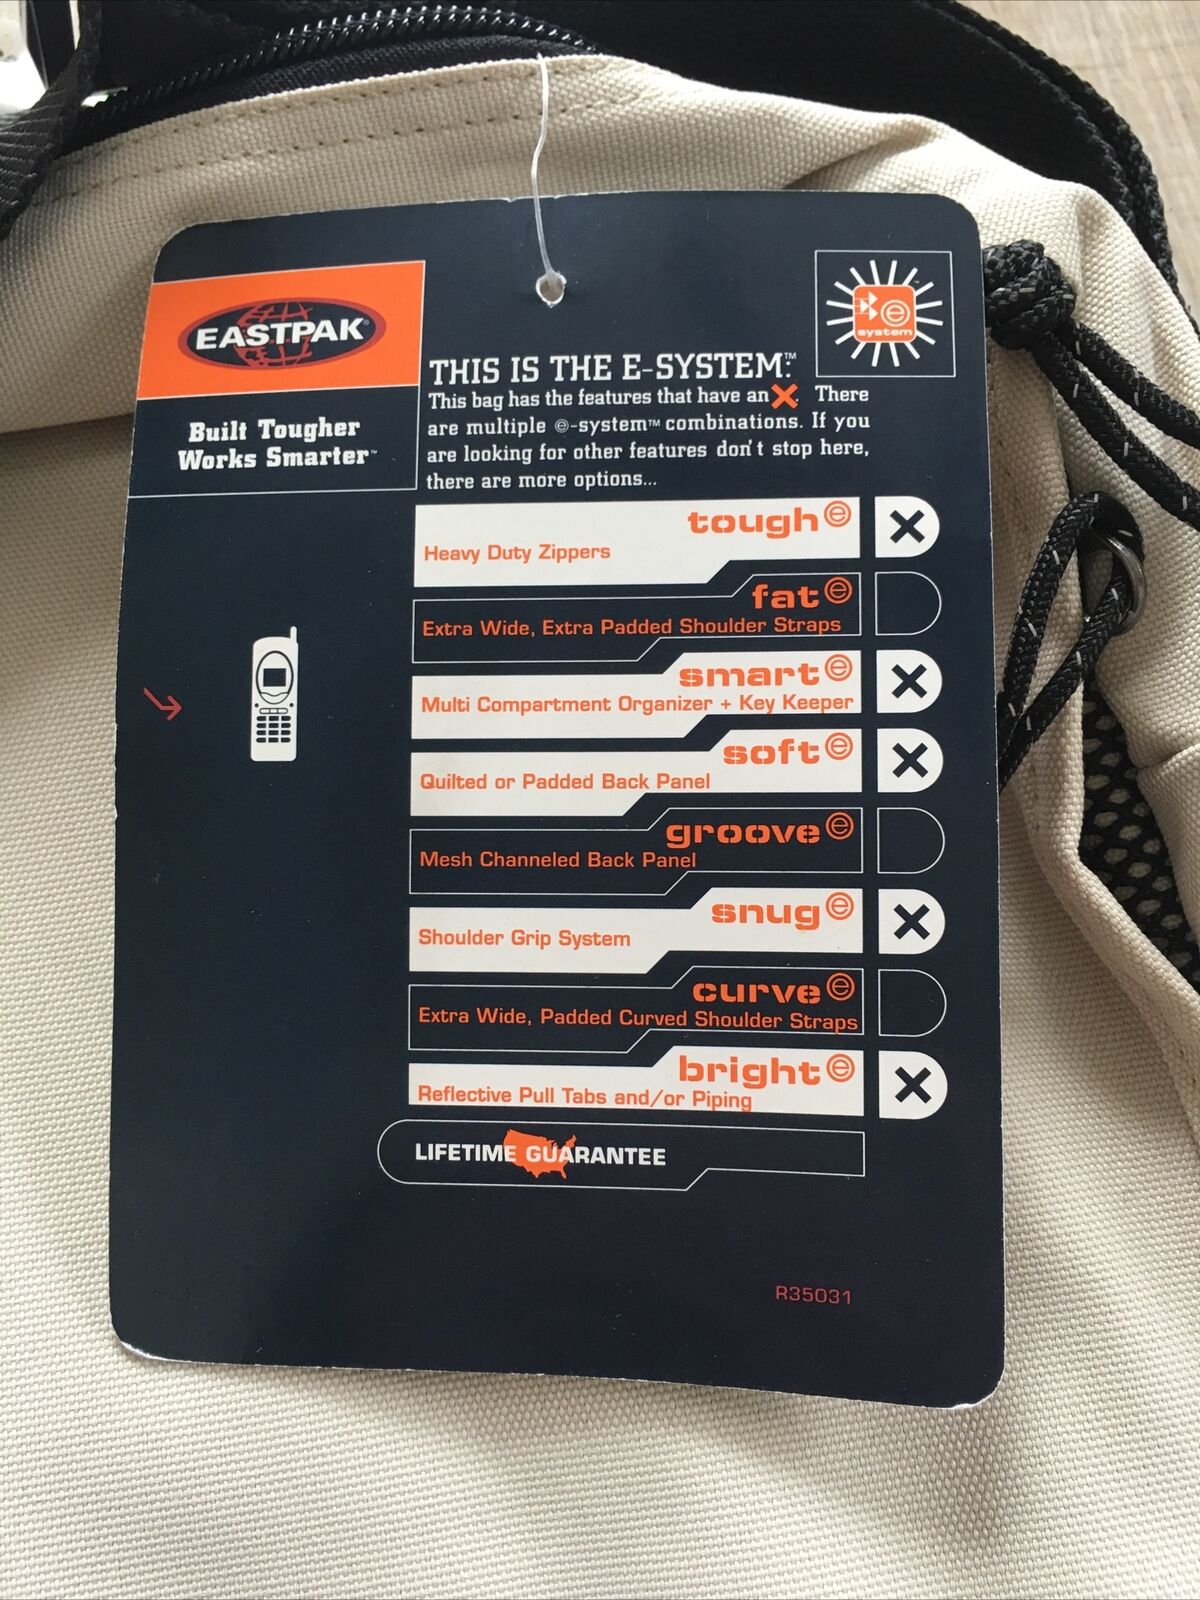 EASTPAK®
Built Tougher
Works Smarter™
e
system
THIS IS THE E-SYSTEM™:
This bag has the features that have an X. There
are multiple ⓔ-system™ combinations. If you
are looking for other features don't stop here,
there are more options...
tough ⓔ
Heavy Duty Zippers
X
fat ⓔ
Extra Wide, Extra Padded Shoulder Straps
smart ⓔ
Multi Compartment Organizer + Key Keeper
X
soft ⓔ
Quilted or Padded Back Panel
X
groove ⓔ
Mesh Channeled Back Panel
snug ⓔ
Shoulder Grip System
X
curve ⓔ
Extra Wide, Padded Curved Shoulder Straps
bright ⓔ
Reflective Pull Tabs and/or Piping
X
LIFETIME GUARANTEE
R35031